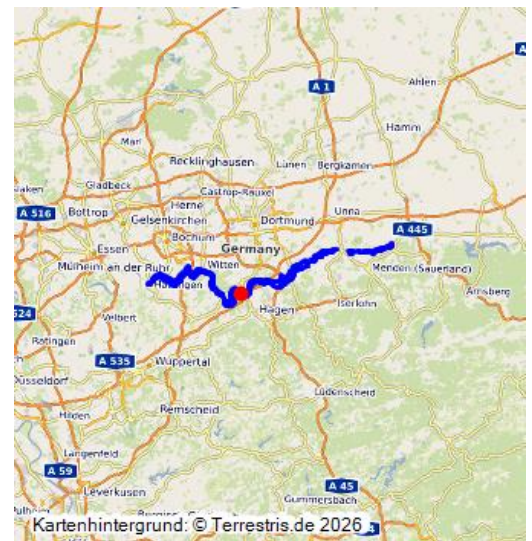 A 1
Ahlen
Hamm
Marl
Recklinghausen
Lünen
Bergkamen
Gladbeck
Castrop-Rauxel
A 516
Bottrop
Herne
Gelsenkirchen
Dortmund
Unna
A 445
Bochum
Essen
Germany
Mülheim an der Ruhr
Witten
Menden (Sauerland)
Hattingen
Arnsberg
Velbert
Hagen
Iserlohn
524
Ratingen
A 535
Wuppertal
Düsseldorf
Lüdenscheid
Hilden
Remscheid
Langenfeld
A 59
Leverkusen
A 45
Gummersbach
Kartenhintergrund: © Terrestris.de 2026